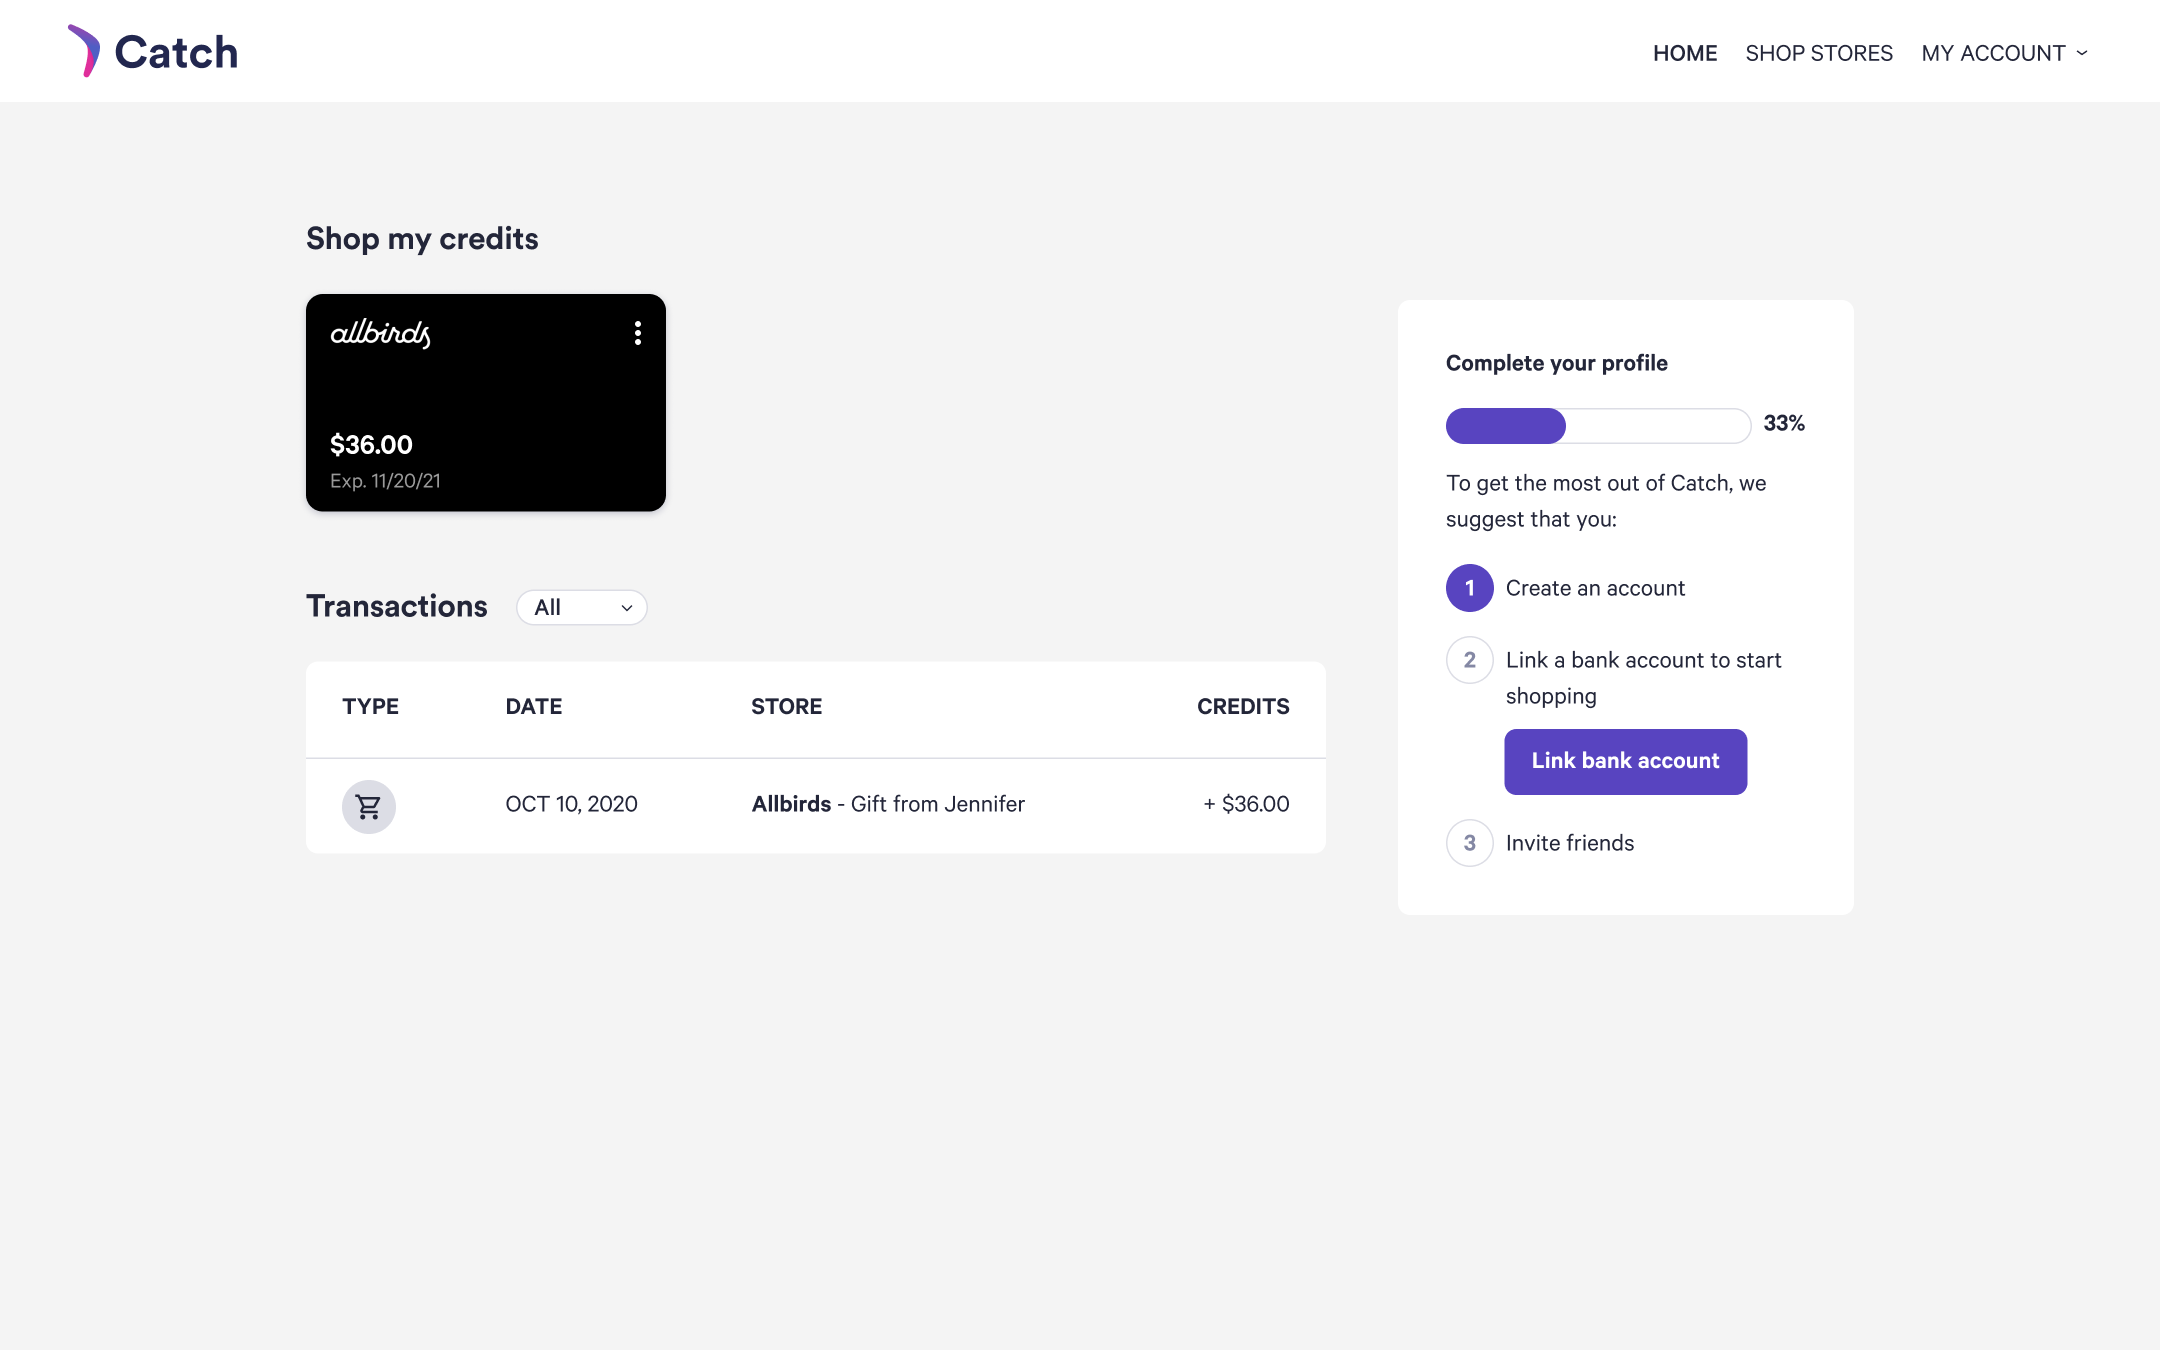 Catch
HOME SHOP STORES MY ACCOUNT
Shop my credits
allbirds
$36.00
Exp. 11/20/21
Transactions All
TYPE DATE STORE CREDITS
OCT 10, 2020 Allbirds - Gift from Jennifer + $36.00
Complete your profile
33%
To get the most out of Catch, we
suggest that you:
1 Create an account
2 Link a bank account to start
shopping
Link bank account
3 Invite friends